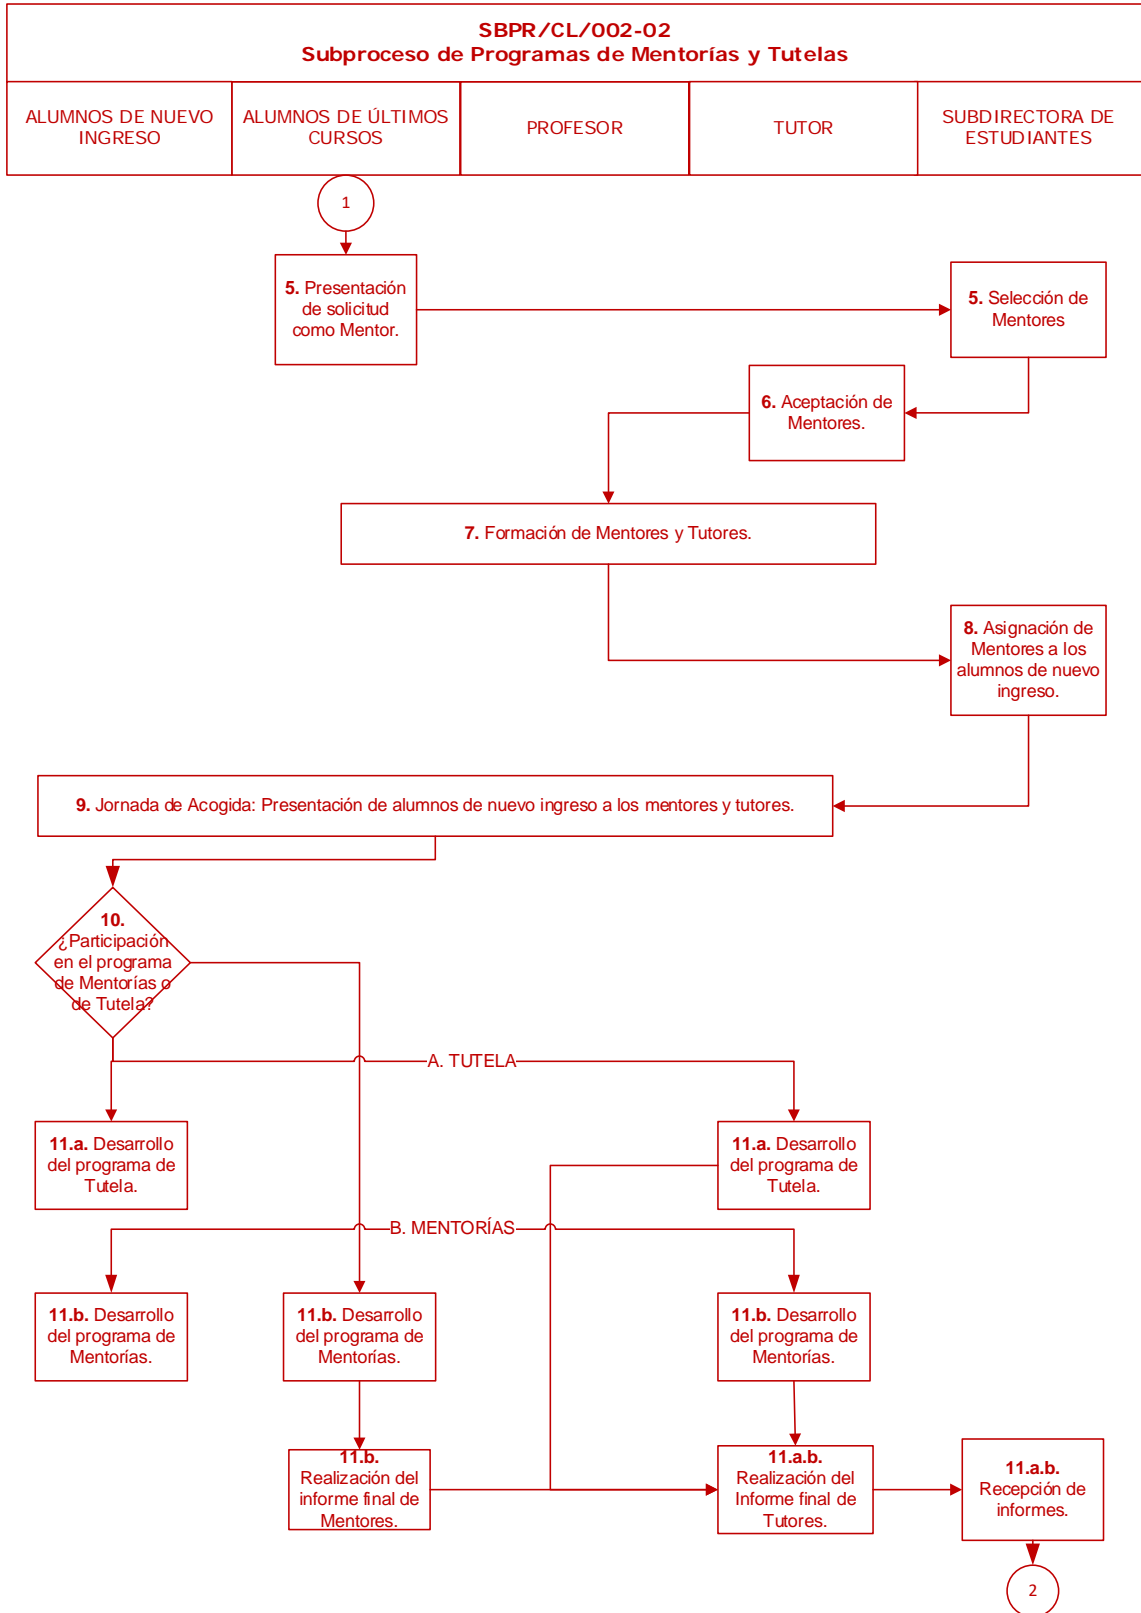 SBPR/CL/002-02
Subproceso de Programas de Mentorías y Tutelas
ALUMNOS DE NUEVO
INGRESO
ALUMNOS DE ÚLTIMOS
CURSOS
PROFESOR
TUTOR
SUBDIRECTORA DE
ESTUDIANTES
1
5. Presentación
de solicitud
como Mentor.
5. Selección de
Mentores
6. Aceptación de
Mentores.
7. Formación de Mentores y Tutores.
8. Asignación de
Mentores a los
alumnos de nuevo
ingreso.
9. Jornada de Acogida: Presentación de alumnos de nuevo ingreso a los mentores y tutores.
10.
¿Participación
en el programa
de Mentorías o
de Tutela?
A. TUTELA
11.a. Desarrollo
del programa de
Tutela.
11.a. Desarrollo
del programa de
Tutela.
B. MENTORÍAS
11.b. Desarrollo
del programa de
Mentorías.
11.b. Desarrollo
del programa de
Mentorías.
11.b. Desarrollo
del programa de
Mentorías.
11.b.
Realización del
informe final de
Mentores.
11.a.b.
Realización del
Informe final de
Tutores.
11.a.b.
Recepción de
informes.
2